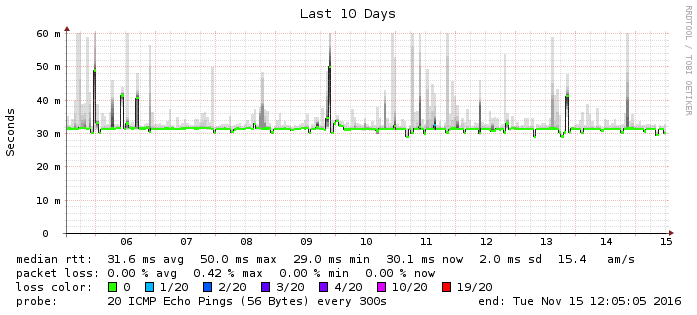 Last 10 Days
RRDTOOL / TOBI OETIKER
Seconds
60 m
50 m
40 m
30 m
20 m
10 m
0
06 07 08 09 10 11 12 13 14 15
median rtt: 31.6 ms avg 50.0 ms max 29.0 ms min 30.1 ms now 2.0 ms sd 15.4 am/s
packet loss: 0.00 % avg 0.42 % max 0.00 % min 0.00 % now
loss color: 0 1/20 2/20 3/20 4/20 10/20 19/20
probe: 20 ICMP Echo Pings (56 Bytes) every 300s end: Tue Nov 15 12:05:05 2016